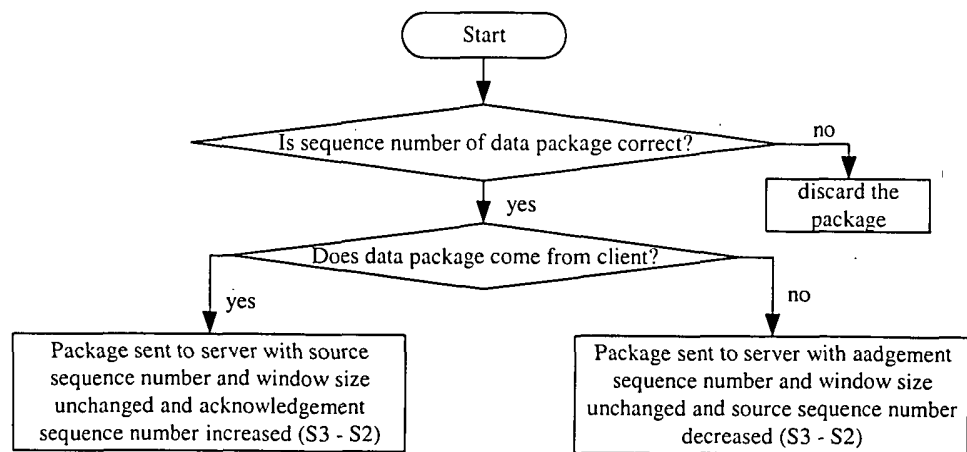 Start
Is sequence number of data package correct?
no
discard the
package
yes
Does data package come from client?
yes
no
Package sent to server with source
sequence number and window size
unchanged and acknowledgement
sequence number increased (S3 - S2)
Package sent to server with aadgement
sequence number and window size
unchanged and source sequence number
decreased (S3 - S2)